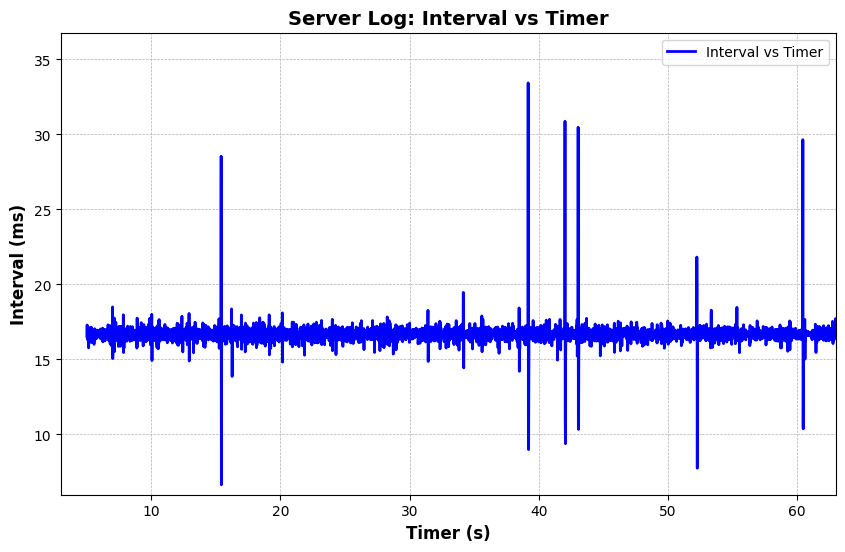 Server Log: Interval vs Timer
Interval vs Timer
35
30
25
20
15
10
Interval (ms)
10 20 30 40 50 60
Timer (s)